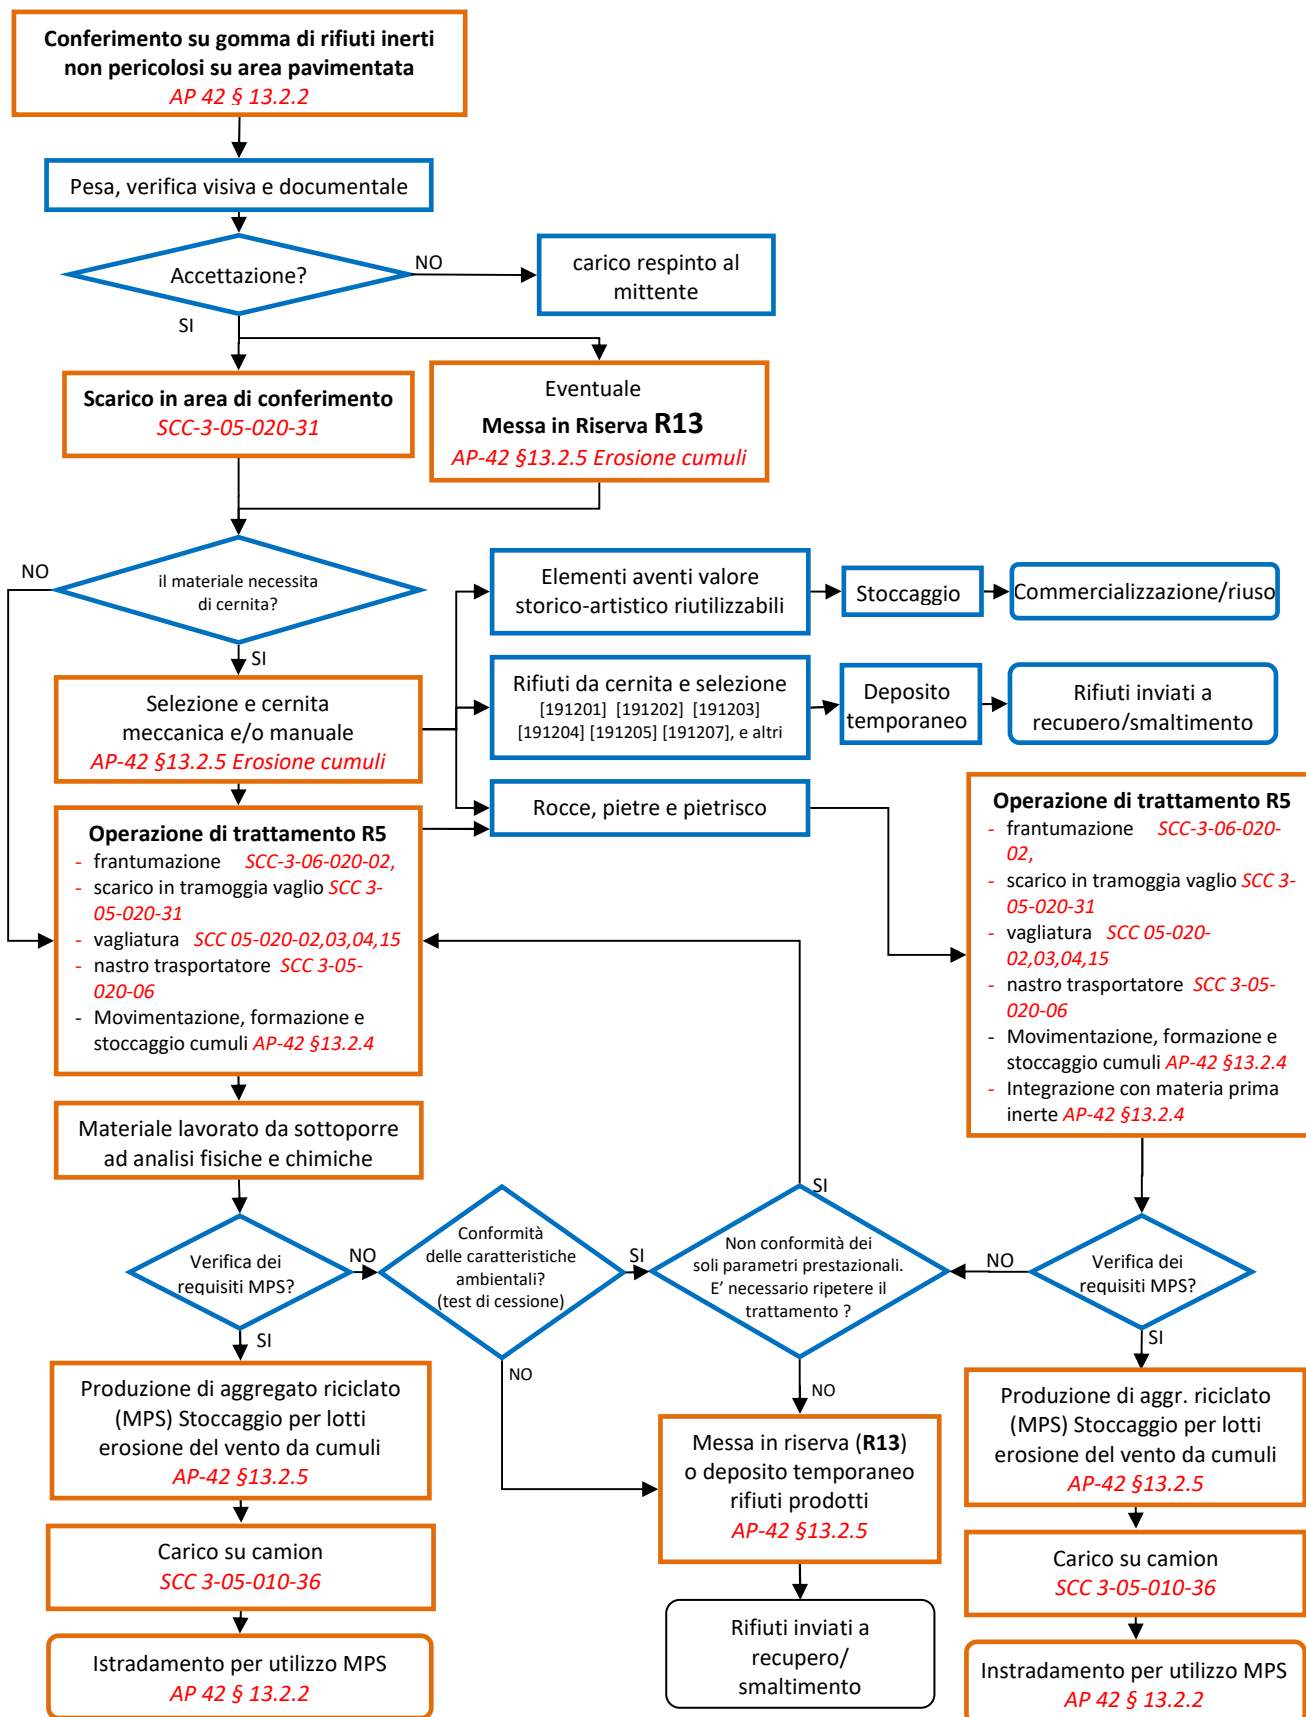 Conferimento su gomma di rifiuti inerti
non pericolosi su area pavimentata
AP 42 § 13.2.2
Pesa, verifica visiva e documentale
Accettazione?
NO
carico respinto al
mittente
SI
Scarico in area di conferimento
SCC-3-05-020-31
Eventuale
Messa in Riserva R13
AP-42 §13.2.5 Erosione cumuli
NO
il materiale necessita
di cernita?
SI
Elementi aventi valore
storico-artistico riutilizzabili
Stoccaggio
Commercializzazione/riuso
Selezione e cernita
meccanica e/o manuale
AP-42 §13.2.5 Erosione cumuli
Rifiuti da cernita e selezione
[191201] [191202] [191203]
[191204] [191205] [191207], e altri
Deposito
temporaneo
Rifiuti inviati a
recupero/smaltimento
Rocce, pietre e pietrisco
Operazione di trattamento R5
- frantumazione SCC-3-06-020-02,
- scarico in tramoggia vaglio SCC 3-
05-020-31
- vagliatura SCC 05-020-02,03,04,15
- nastro trasportatore SCC 3-05-
020-06
- Movimentazione, formazione e
stoccaggio cumuli AP-42 §13.2.4
Operazione di trattamento R5
- frantumazione SCC-3-06-020-
02,
- scarico in tramoggia vaglio SCC 3-
05-020-31
- vagliatura SCC 05-020-
02,03,04,15
- nastro trasportatore SCC 3-05-
020-06
- Movimentazione, formazione e
stoccaggio cumuli AP-42 §13.2.4
- Integrazione con materia prima
inerte AP-42 §13.2.4
Materiale lavorato da sottoporre
ad analisi fisiche e chimiche
Verifica dei
requisiti MPS?
NO
SI
Conformità
delle caratteristiche
ambientali?
(test di cessione)
SI
NO
SI
Non conformità dei
soli parametri prestazionali.
E’ necessario ripetere il
trattamento ?
NO
NO
Verifica dei
requisiti MPS?
SI
Produzione di aggregato riciclato
(MPS) Stoccaggio per lotti
erosione del vento da cumuli
AP-42 §13.2.5
Messa in riserva (R13)
o deposito temporaneo
rifiuti prodotti
AP-42 §13.2.5
Produzione di aggr. riciclato
(MPS) Stoccaggio per lotti
erosione del vento da cumuli
AP-42 §13.2.5
Carico su camion
SCC 3-05-010-36
Carico su camion
SCC 3-05-010-36
Istradamento per utilizzo MPS
AP 42 § 13.2.2
Rifiuti inviati a
recupero/
smaltimento
Instradamento per utilizzo MPS
AP 42 § 13.2.2